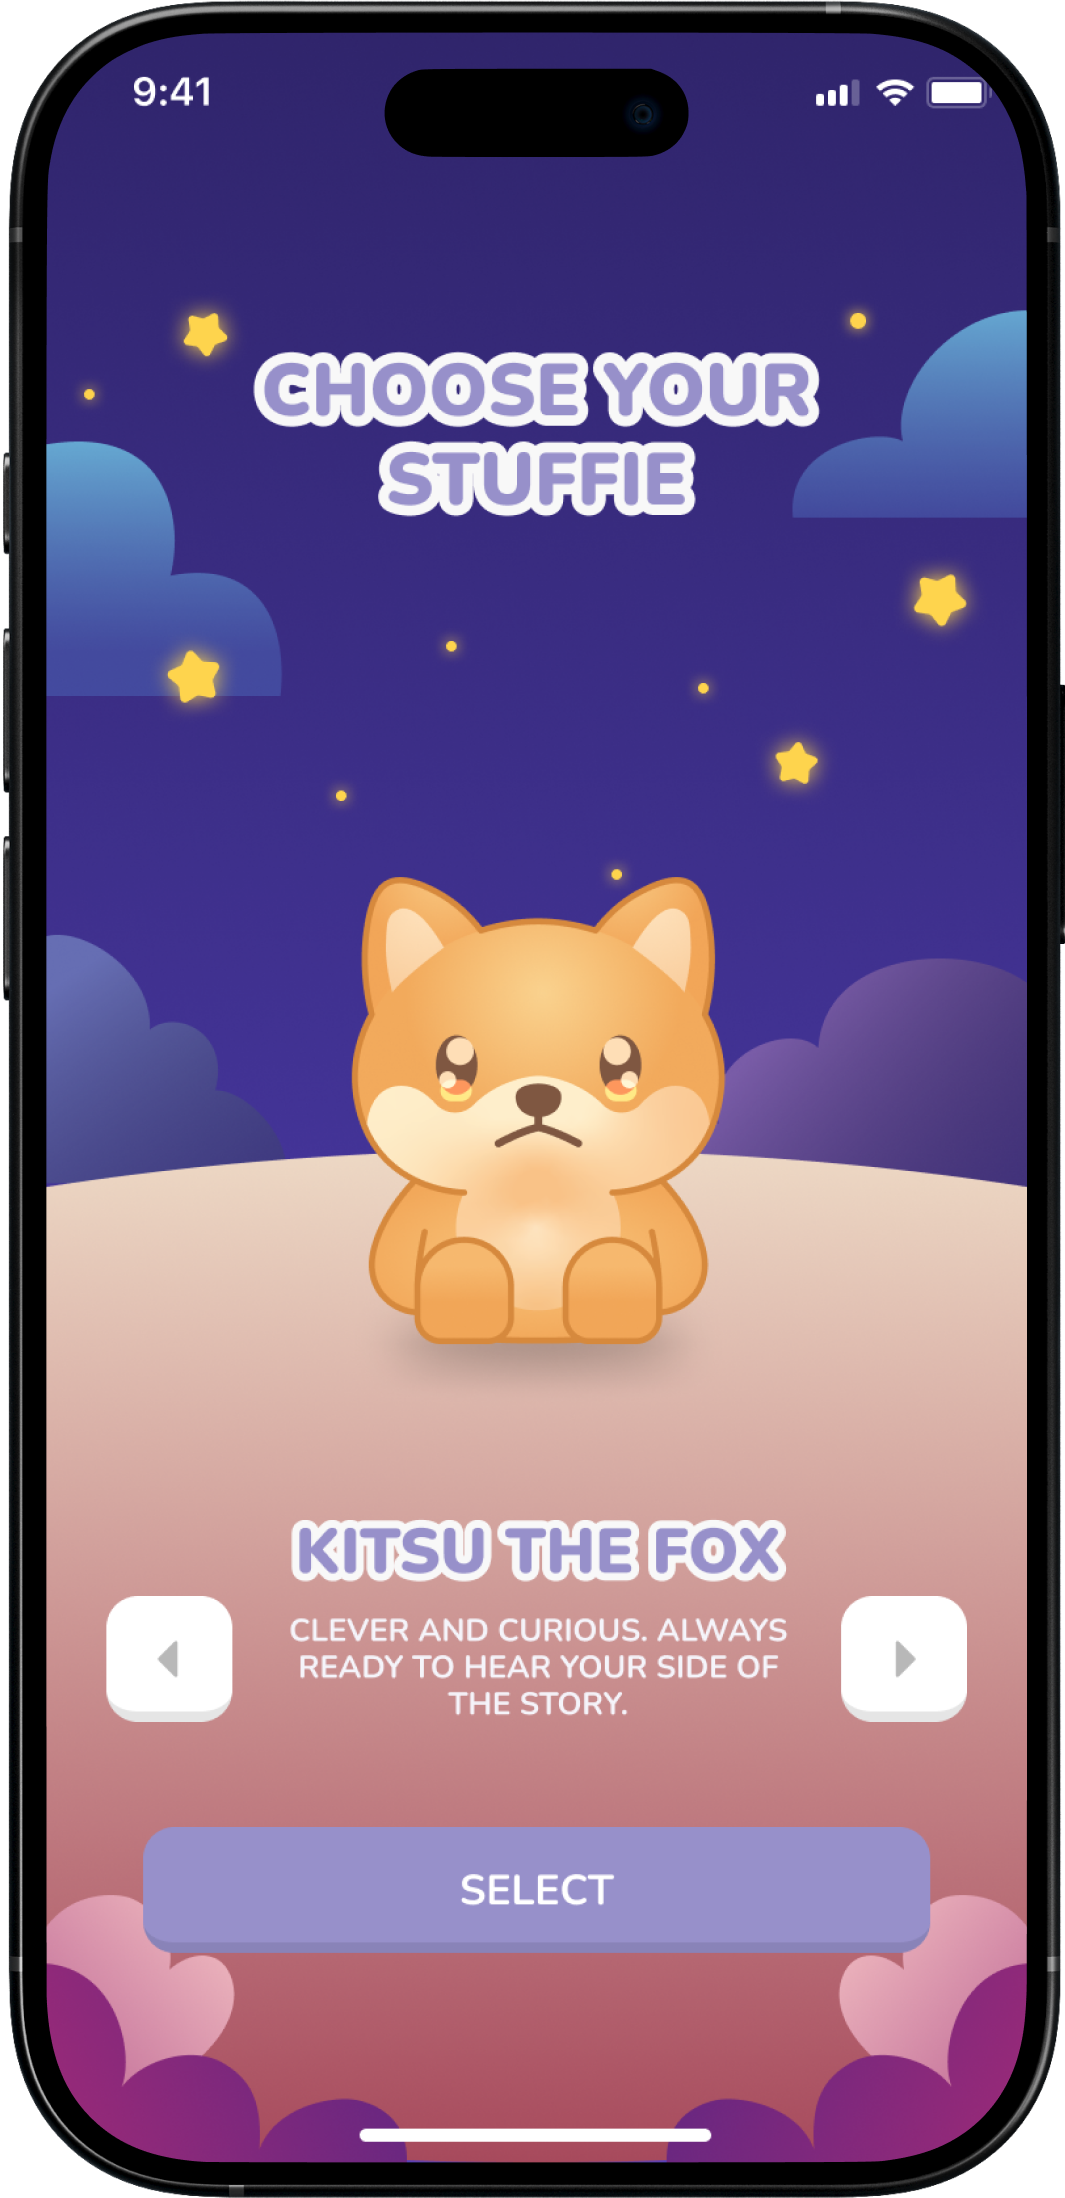 9:41
CHOOSE YOUR
STUFFIE
KITSU THE FOX
CLEVER AND CURIOUS. ALWAYS
READY TO HEAR YOUR SIDE OF
THE STORY.
SELECT